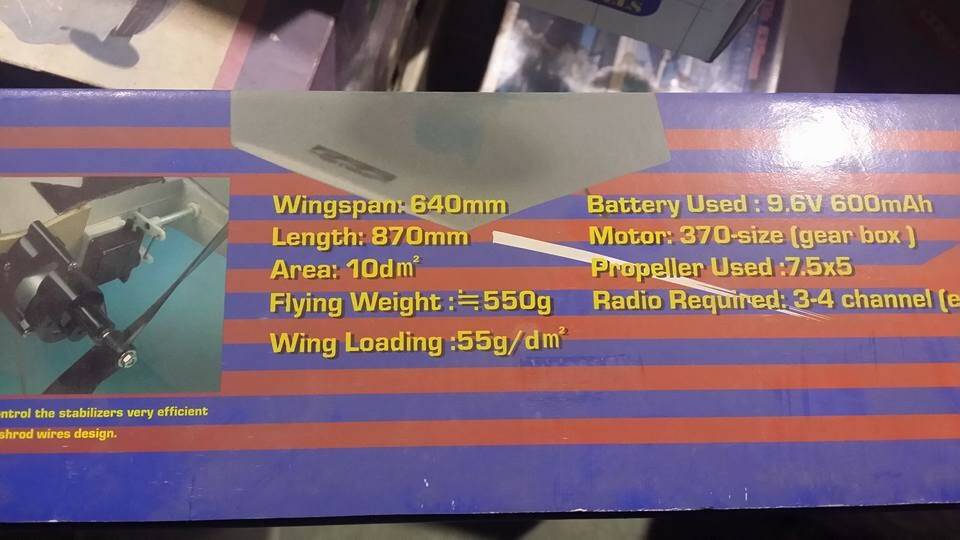 Wingspan: 640mm
Length: 870mm
Area: 10dm²
Flying Weight :≒550g
Wing Loading :55g/dm²
Battery Used : 9.6V 600mAh
Motor: 370-size (gear box )
Propeller Used :7.5x5
Radio Required: 3-4 channel (e
ntrol the stabilizers very efficient
shrod wires design.